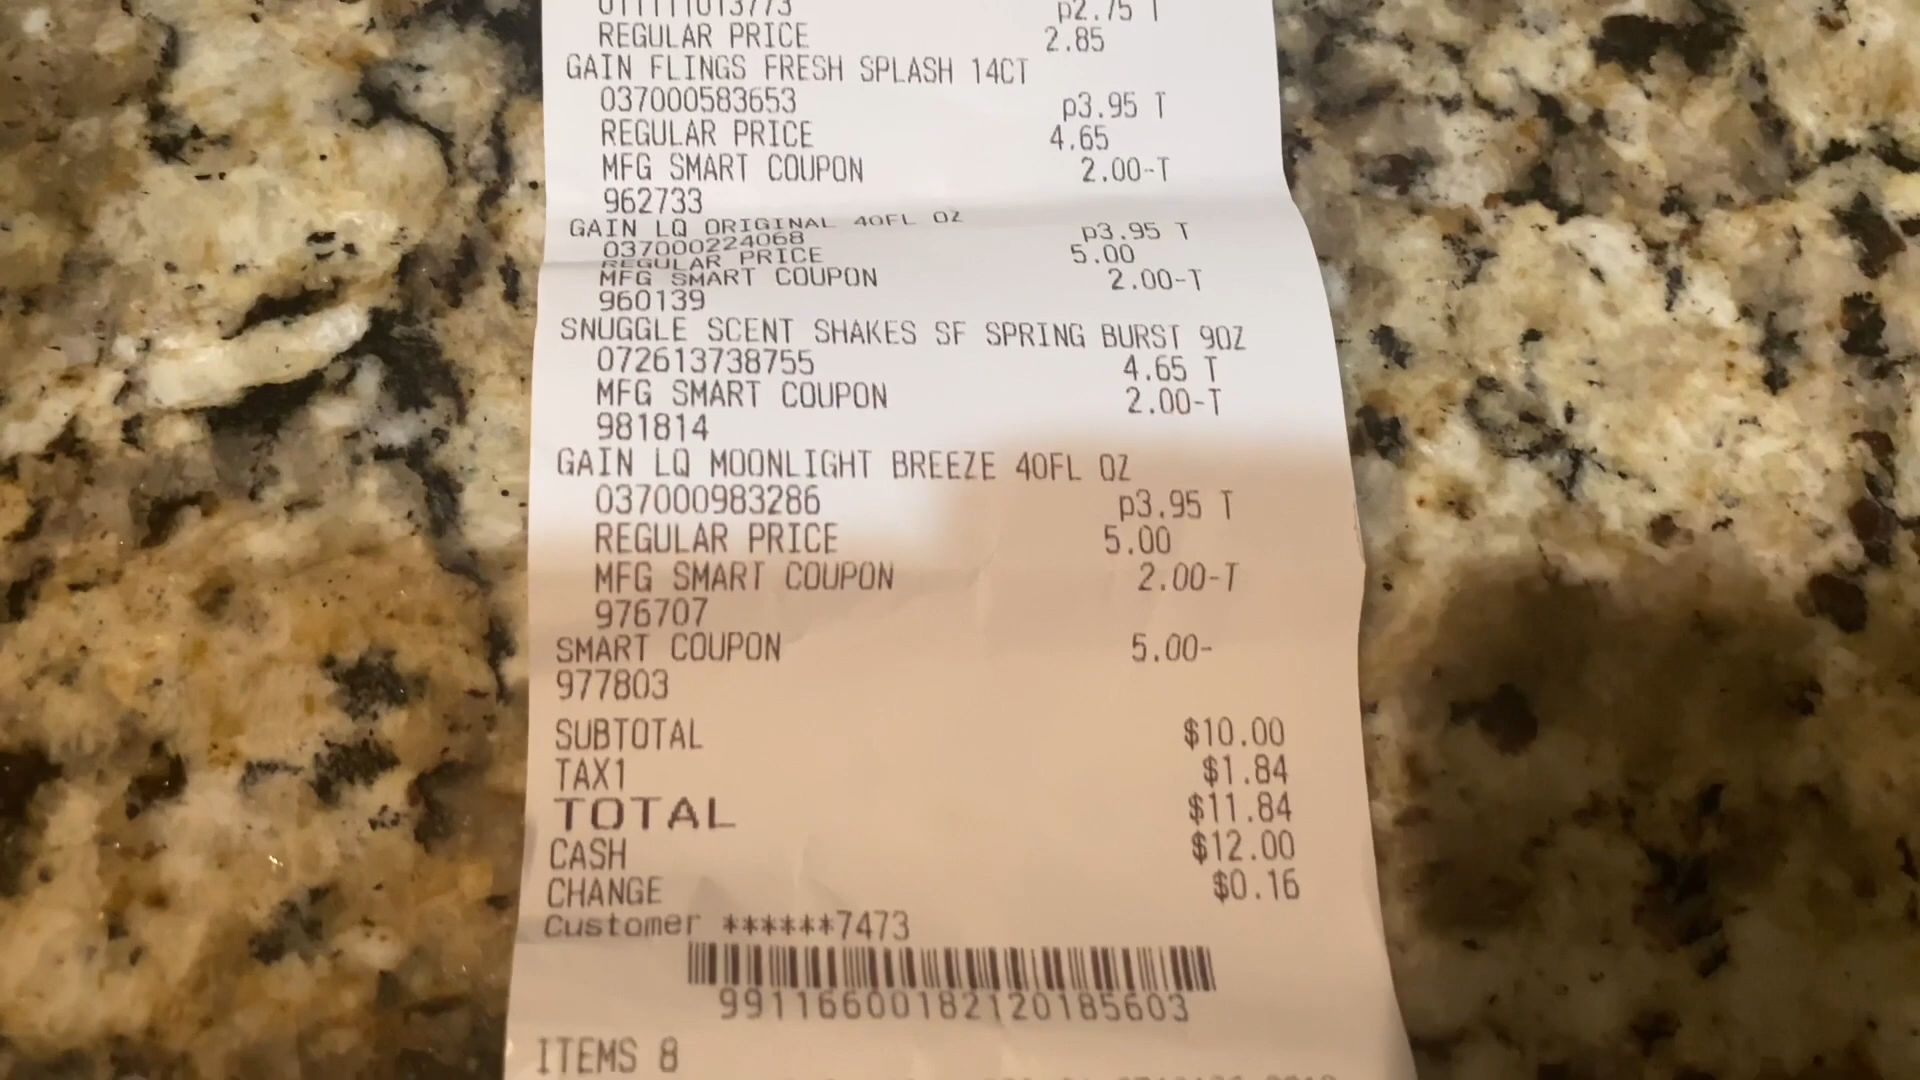 011111013773 p2.75 T
REGULAR PRICE 2.85
GAIN FLINGS FRESH SPLASH 14CT
037000583653 p3.95 T
REGULAR PRICE 4.65
MFG SMART COUPON 2.00-T
962733
GAIN LQ ORIGINAL 40FL OZ
037000224068 p3.95 T
REGULAR PRICE 5.00
MFG SMART COUPON 2.00-T
960139
SNUGGLE SCENT SHAKES SF SPRING BURST 9OZ
072613738755 4.65 T
MFG SMART COUPON 2.00-T
981814
GAIN LQ MOONLIGHT BREEZE 40FL OZ
037000983286 p3.95 T
REGULAR PRICE 5.00
MFG SMART COUPON 2.00-T
976707
SMART COUPON 5.00-
977803
SUBTOTAL $10.00
TAX1 $1.84
TOTAL $11.84
CASH $12.00
CHANGE $0.16
Customer ******7473
99116600182120185603
ITEMS 8